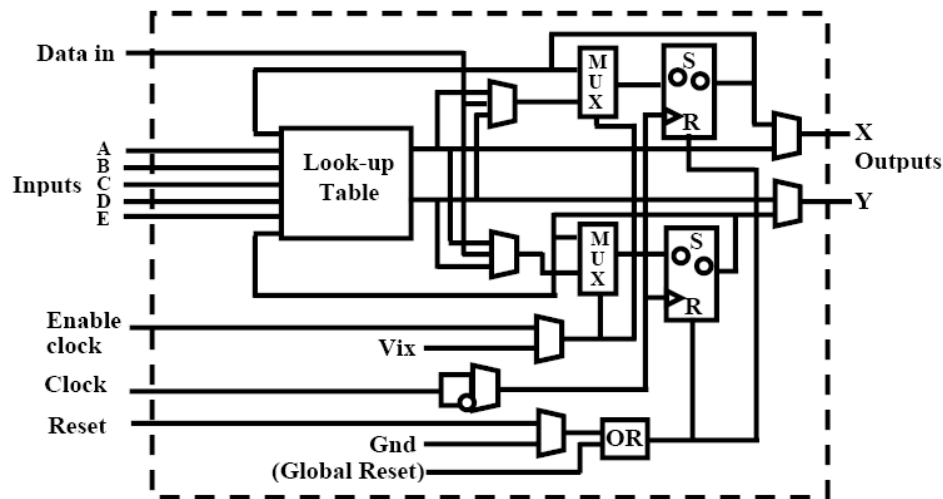 Data in
M
U
X
S
R
X
Outputs
Y
Look-up
Table
Inputs
A
B
C
D
E
M
U
X
S
R
Enable
clock
Vix
Clock
Reset
Gnd
OR
(Global Reset)